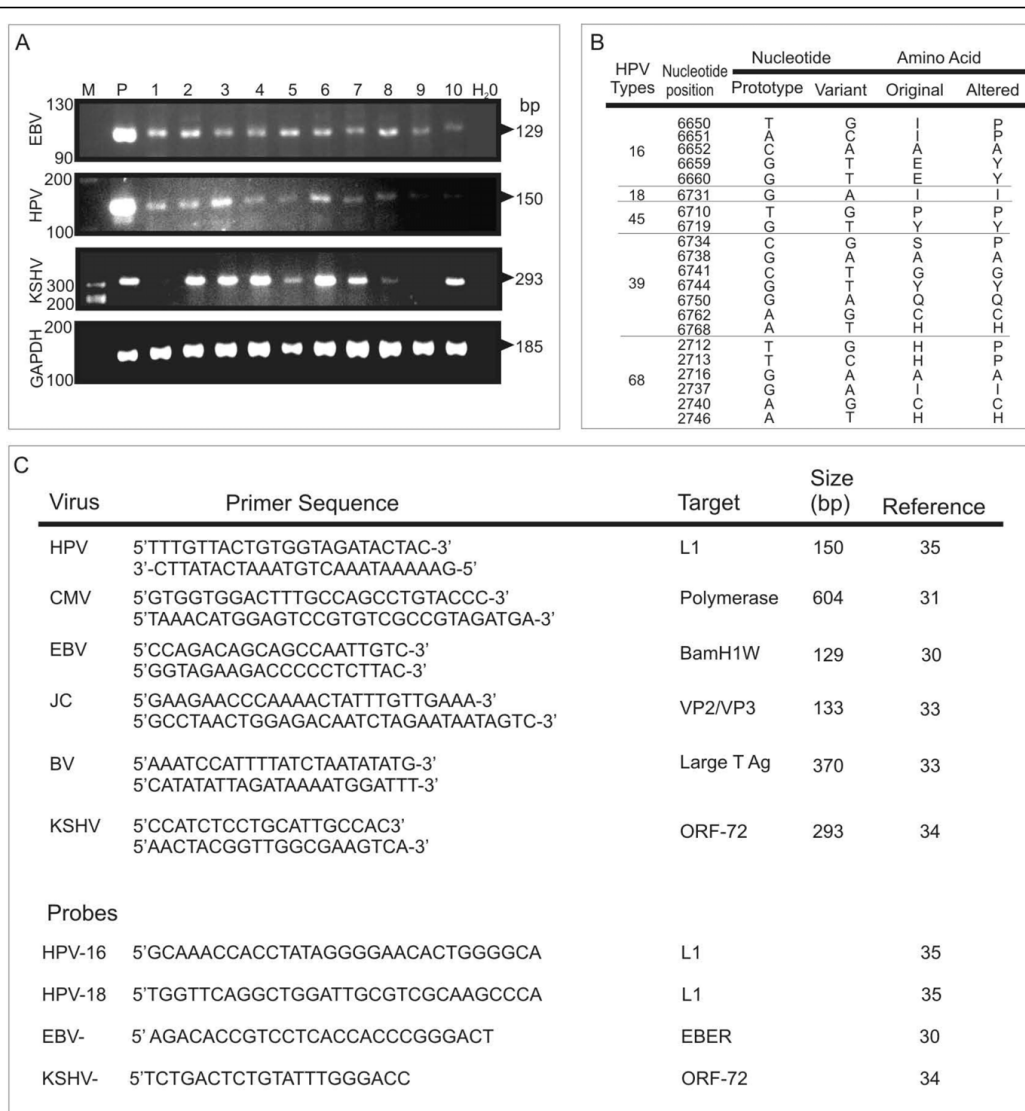 A
M P 1 2 3 4 5 6 7 8 9 10 H₂0
bp
130
EBV
129
90
200
HPV
150
100
KSHV
300
293
200
200
GAPDH
185
100
B
Nucleotide Amino Acid
HPV Types Nucleotide position Prototype Variant Original Altered
6650 T G I P
6651 A C I P
16 6652 C A A A
6659 G T E Y
6660 G T E Y
18 6731 G A I I
45 6710 T G P P
6719 G T Y Y
6734 C G S P
6738 G A A A
6741 C T G G
39 6744 G T Y Y
6750 G A Q Q
6762 A G C C
6768 A T H H
2712 T G H P
2713 T C H P
68 2716 G A A A
2737 G A I I
2740 A G C C
2746 A T H H
C
Virus Primer Sequence Target Size (bp) Reference
HPV 5'TTTGTTACTGTGGTAGATACTAC-3' L1 150 35
3'-CTTATACTAAATGTCAAATAAAAAG-5'
CMV 5'GTGGTGGACTTTGCCAGCCTGTACCC-3' Polymerase 604 31
5'TAAACATGGAGTCCGTGTCGCCGTAGATGA-3'
EBV 5'CCAGACAGCAGCCAATTGTC-3' BamH1W 129 30
5'GGTAGAAGACCCCCTCTTAC-3'
JC 5'GAAGAACCCAAAACTATTTGTTGAAA-3' VP2/VP3 133 33
5'GCCTAACTGGAGACAATCTAGAATAATAGTC-3'
BV 5'AAATCCATTTTATCTAATATATG-3' Large T Ag 370 33
5'CATATATTAGATAAAATGGATTT-3'
KSHV 5'CCATCTCCTGCATTGCCAC3' ORF-72 293 34
5'AACTACGGTTGGCGAAGTCA-3'
Probes
HPV-16 5'GCAAACCACCTATAGGGGAACACTGGGGCA L1 35
HPV-18 5'TGGTTCAGGCTGGATTGCGTCGCAAGCCCA L1 35
EBV- 5' AGACACCGTCCTCACCACCCGGGACT EBER 30
KSHV- 5'TCTGACTCTGTATTTGGGACC ORF-72 34